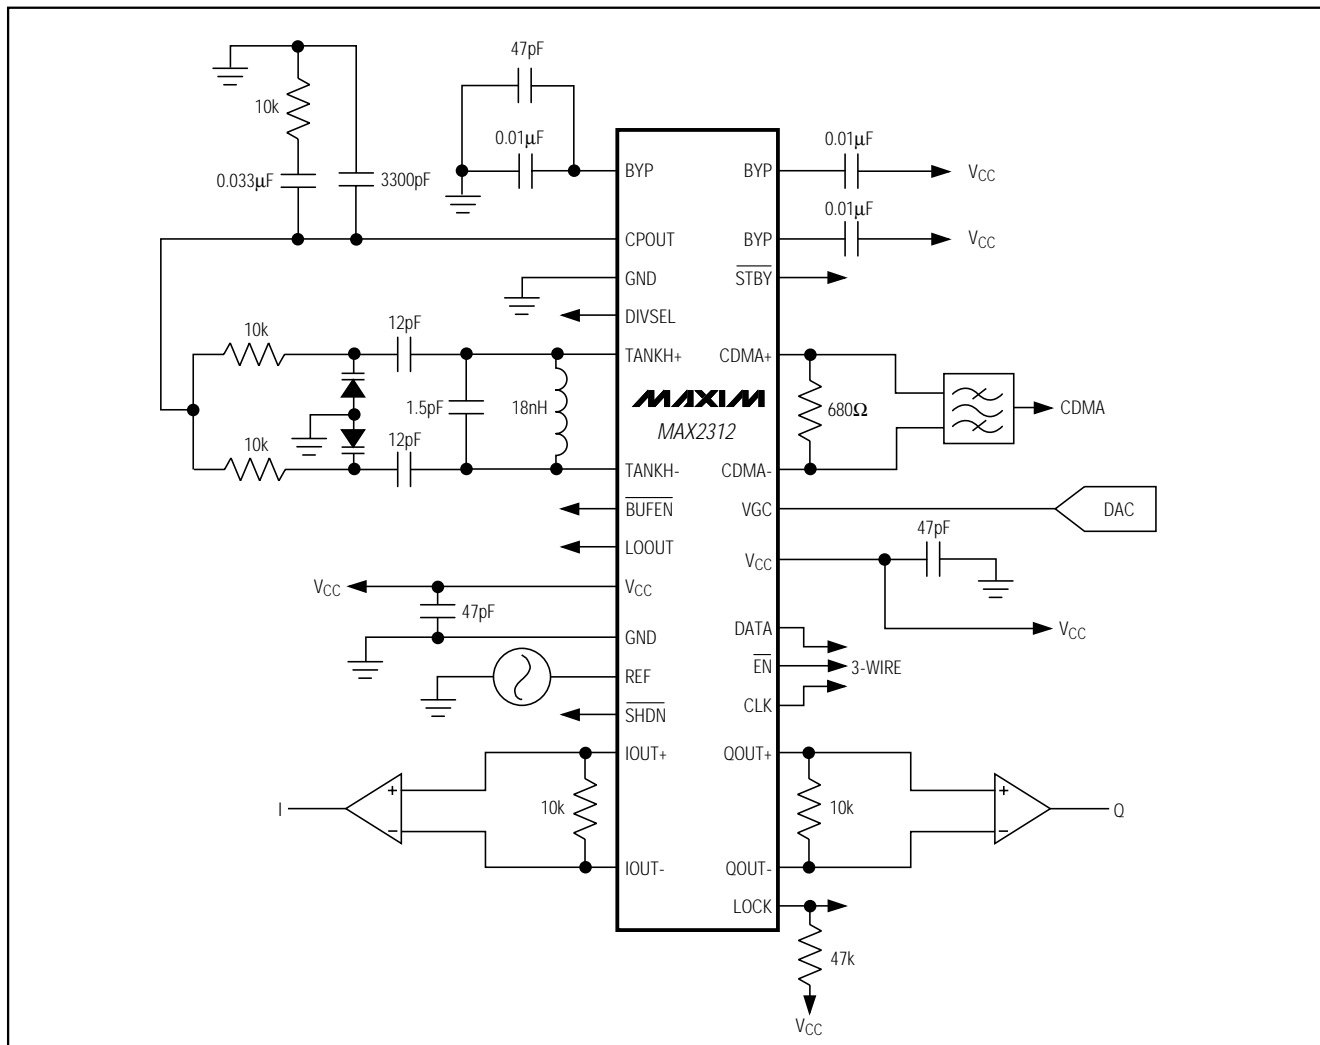 47pF
10k
0.01µF
0.033µF
3300pF
BYP
CPOUT
GND
DIVSEL
10k
12pF
TANKH+
1.5pF
18nH
10k
12pF
TANKH-
BUFEN
LOOUT
VCC
VCC
47pF
GND
REF
SHDN
IOUT+
I
+
−
10k
IOUT-
MAXIM
MAX2312
0.01µF
BYP
VCC
0.01µF
BYP
VCC
STBY
CDMA+
680Ω
CDMA
CDMA-
VGC
DAC
47pF
VCC
VCC
DATA
EN
3-WIRE
CLK
QOUT+
10k
+
−
Q
QOUT-
LOCK
47k
VCC